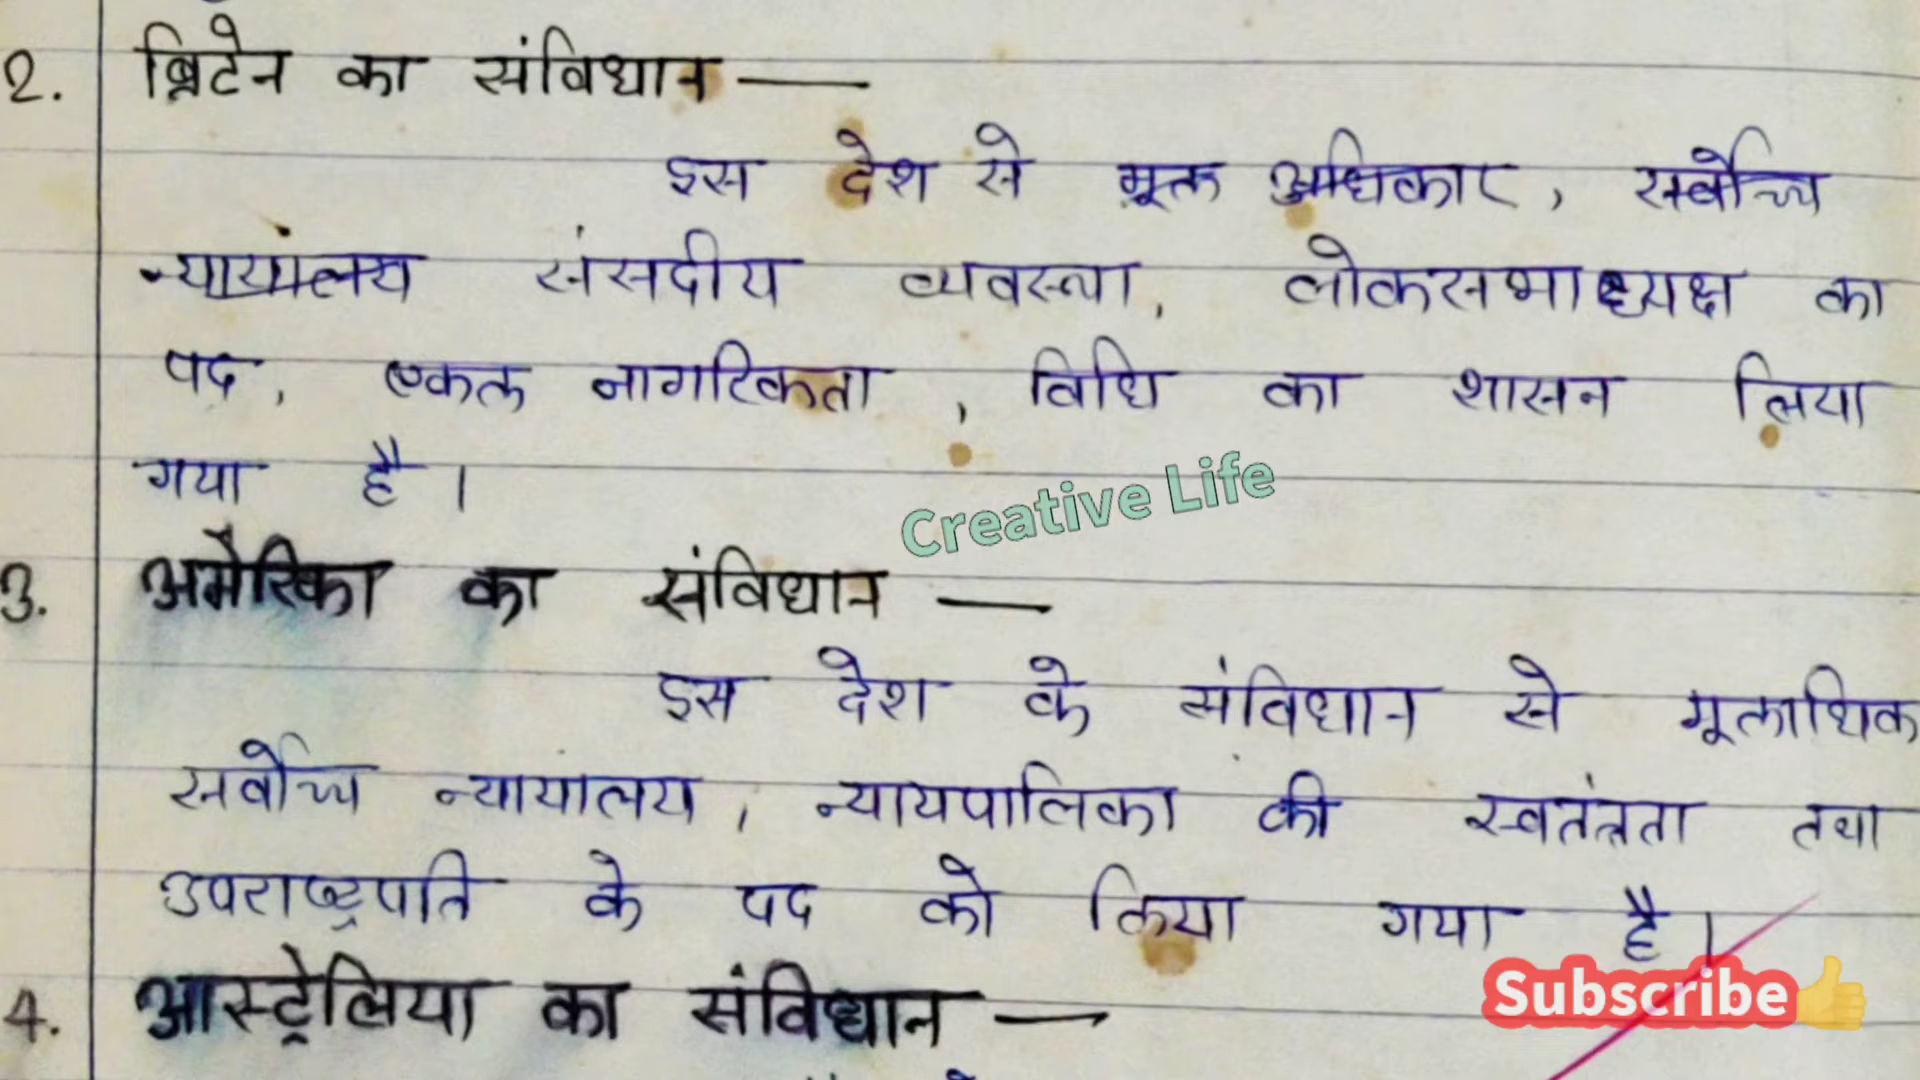 2. ब्रिटेन का संविधान —
इस देश से मूल अधिकार, सर्वोच्च
न्यायालय संसदीय व्यवस्था, लोकसभाध्यक्ष का
पद, एकल नागरिकता, विधि का शासन लिया
गया है।
Creative Life
3. अमेरिका का संविधान —
इस देश के संविधान से मूलाधिक
सर्वोच्च न्यायालय, न्यायपालिका की स्वतंत्रता तथा
उपराष्ट्रपति के पद को लिया गया है।
Subscribe
4. आस्ट्रेलिया का संविधान —